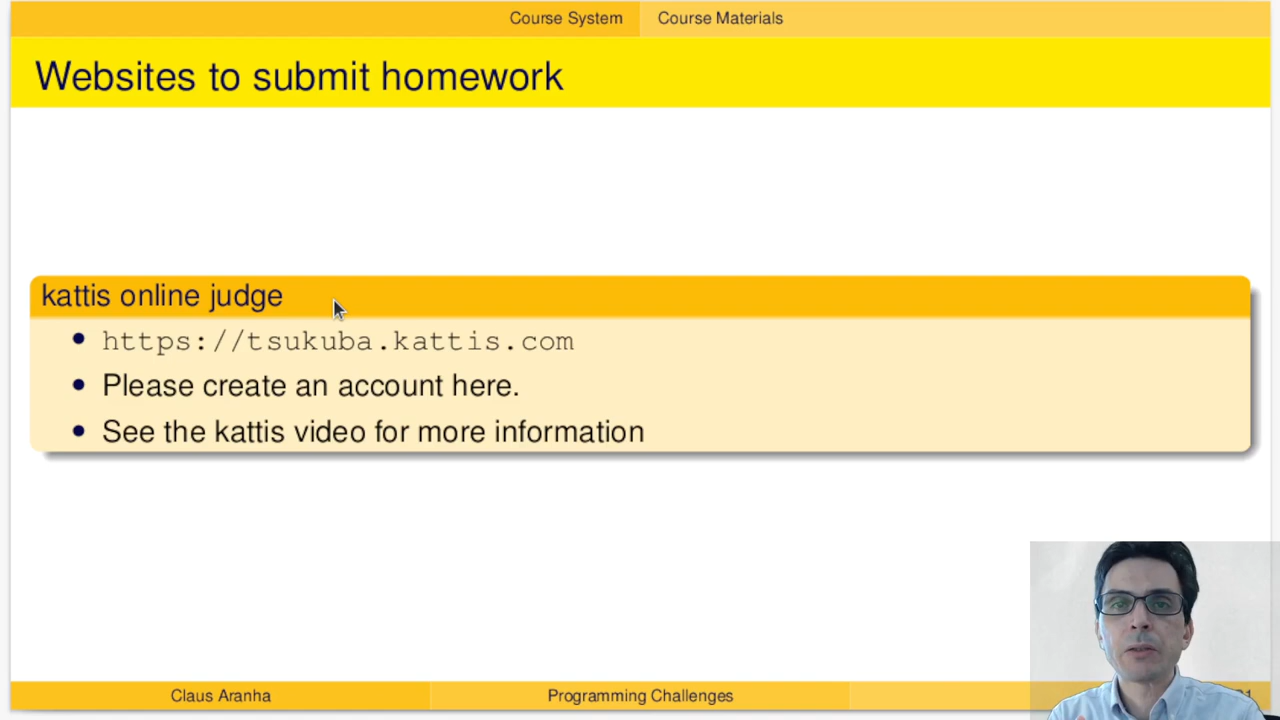 Course System Course Materials
Websites to submit homework
kattis online judge
https://tsukuba.kattis.com
Please create an account here.
See the kattis video for more information
Claus Aranha Programming Challenges